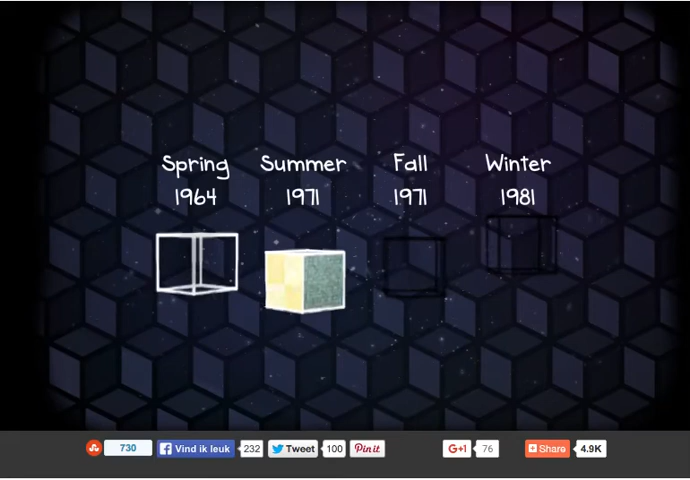 Spring Summer Fall Winter
1964 1971 1971 1981
730 Vind ik leuk 232 Tweet 100 Pin it G+1 76 Share 4.9K